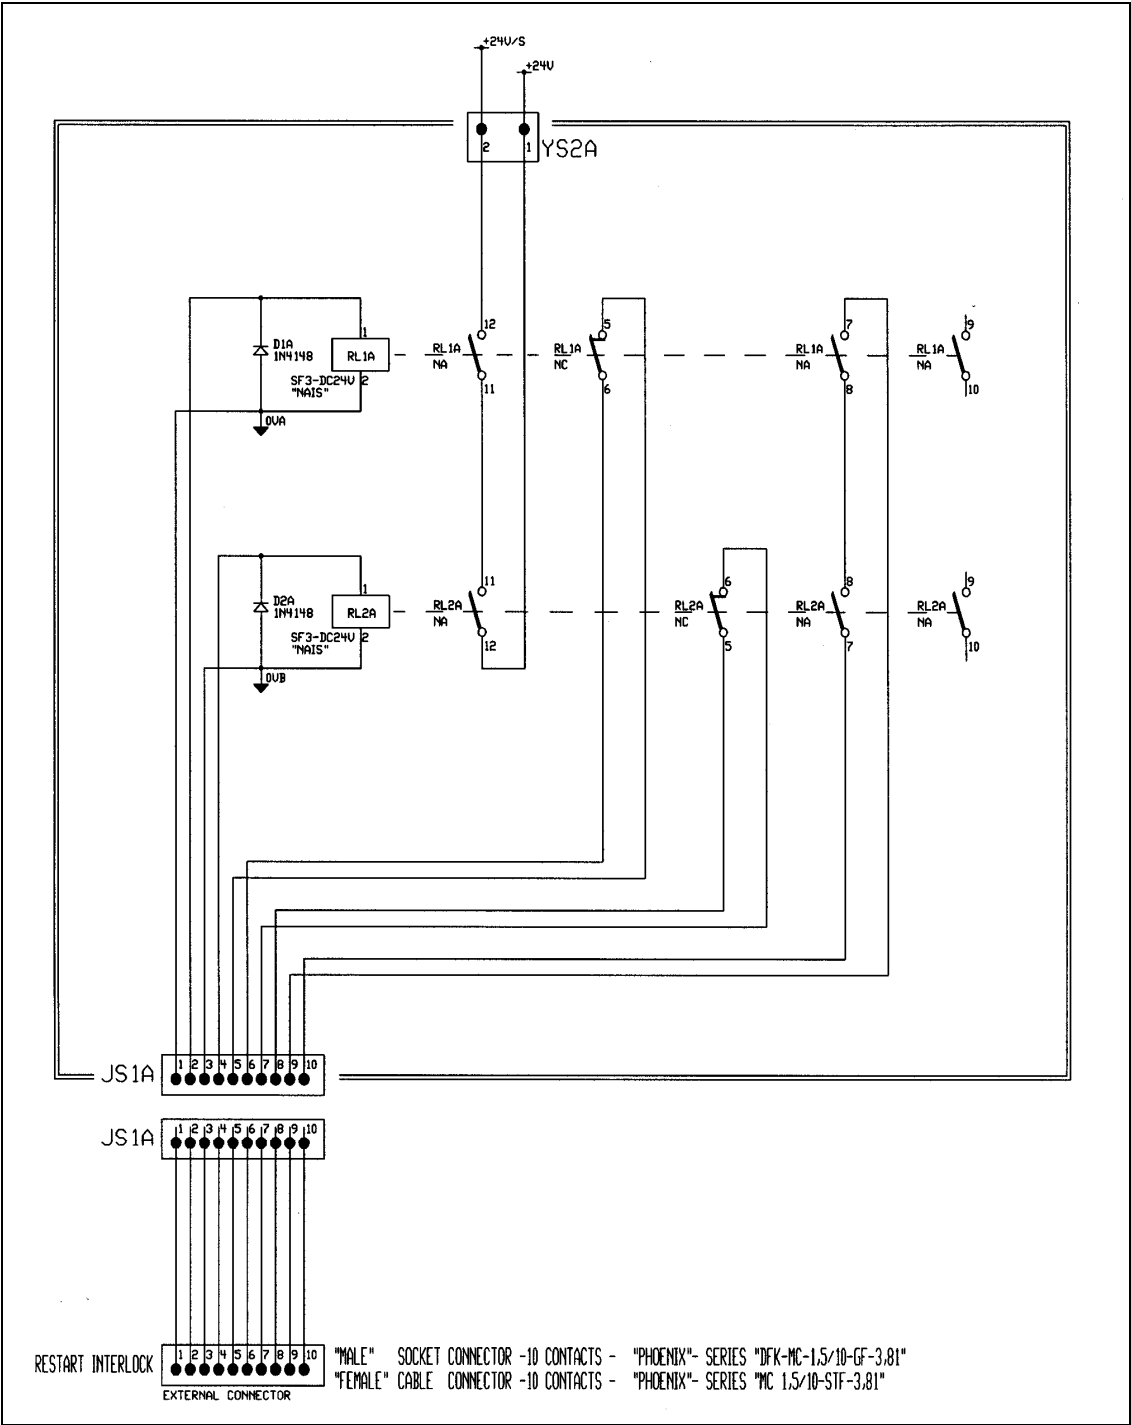 +24V/S
+24V
2 1 YS2A
12 5 7 9
D1A
1N4148
1
RL1A
RL1A
NA
RL1A
NC
RL1A
NA
RL1A
NA
SF3-DC24V 2
"NAIS"
11 6 8 10
0VA
11 6 8 9
D2A
1N4148
1
RL2A
RL2A
NA
RL2A
NC
RL2A
NA
RL2A
NA
SF3-DC24V 2
"NAIS"
12 5 7 10
0VB
JS1A 1 2 3 4 5 6 7 8 9 10
JS1A 1 2 3 4 5 6 7 8 9 10
RESTART INTERLOCK 1 2 3 4 5 6 7 8 9 10
EXTERNAL CONNECTOR
"MALE" SOCKET CONNECTOR -10 CONTACTS - "PHOENIX"- SERIES "DFK-MC-1,5/10-GF-3,81"
"FEMALE" CABLE CONNECTOR -10 CONTACTS - "PHOENIX"- SERIES "MC 1,5/10-STF-3,81"